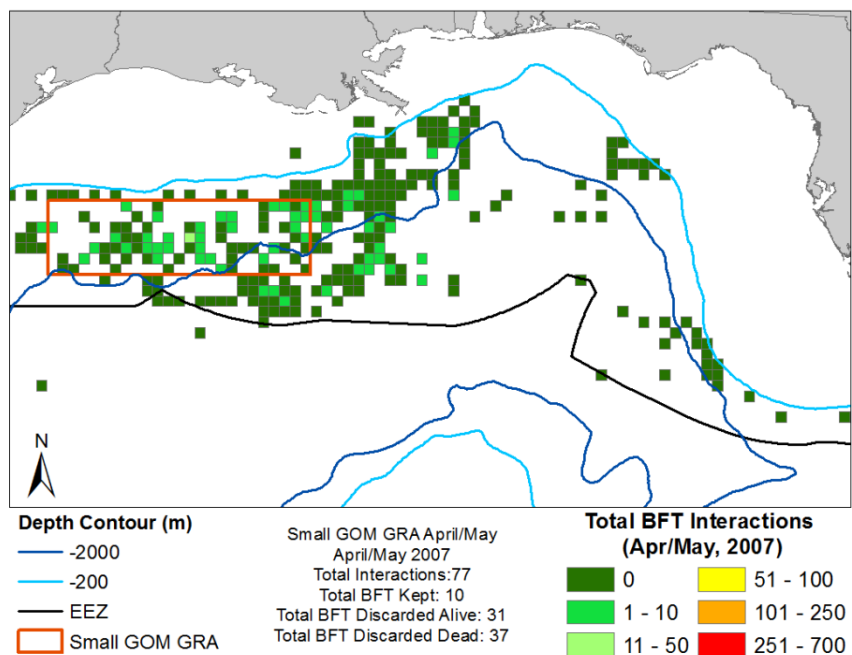 N
Depth Contour (m)
-2000
-200
EEZ
Small GOM GRA
Small GOM GRA April/May
April/May 2007
Total Interactions:77
Total BFT Kept: 10
Total BFT Discarded Alive: 31
Total BFT Discarded Dead: 37
Total BFT Interactions
(Apr/May, 2007)
0
1 - 10
11 - 50
51 - 100
101 - 250
251 - 700